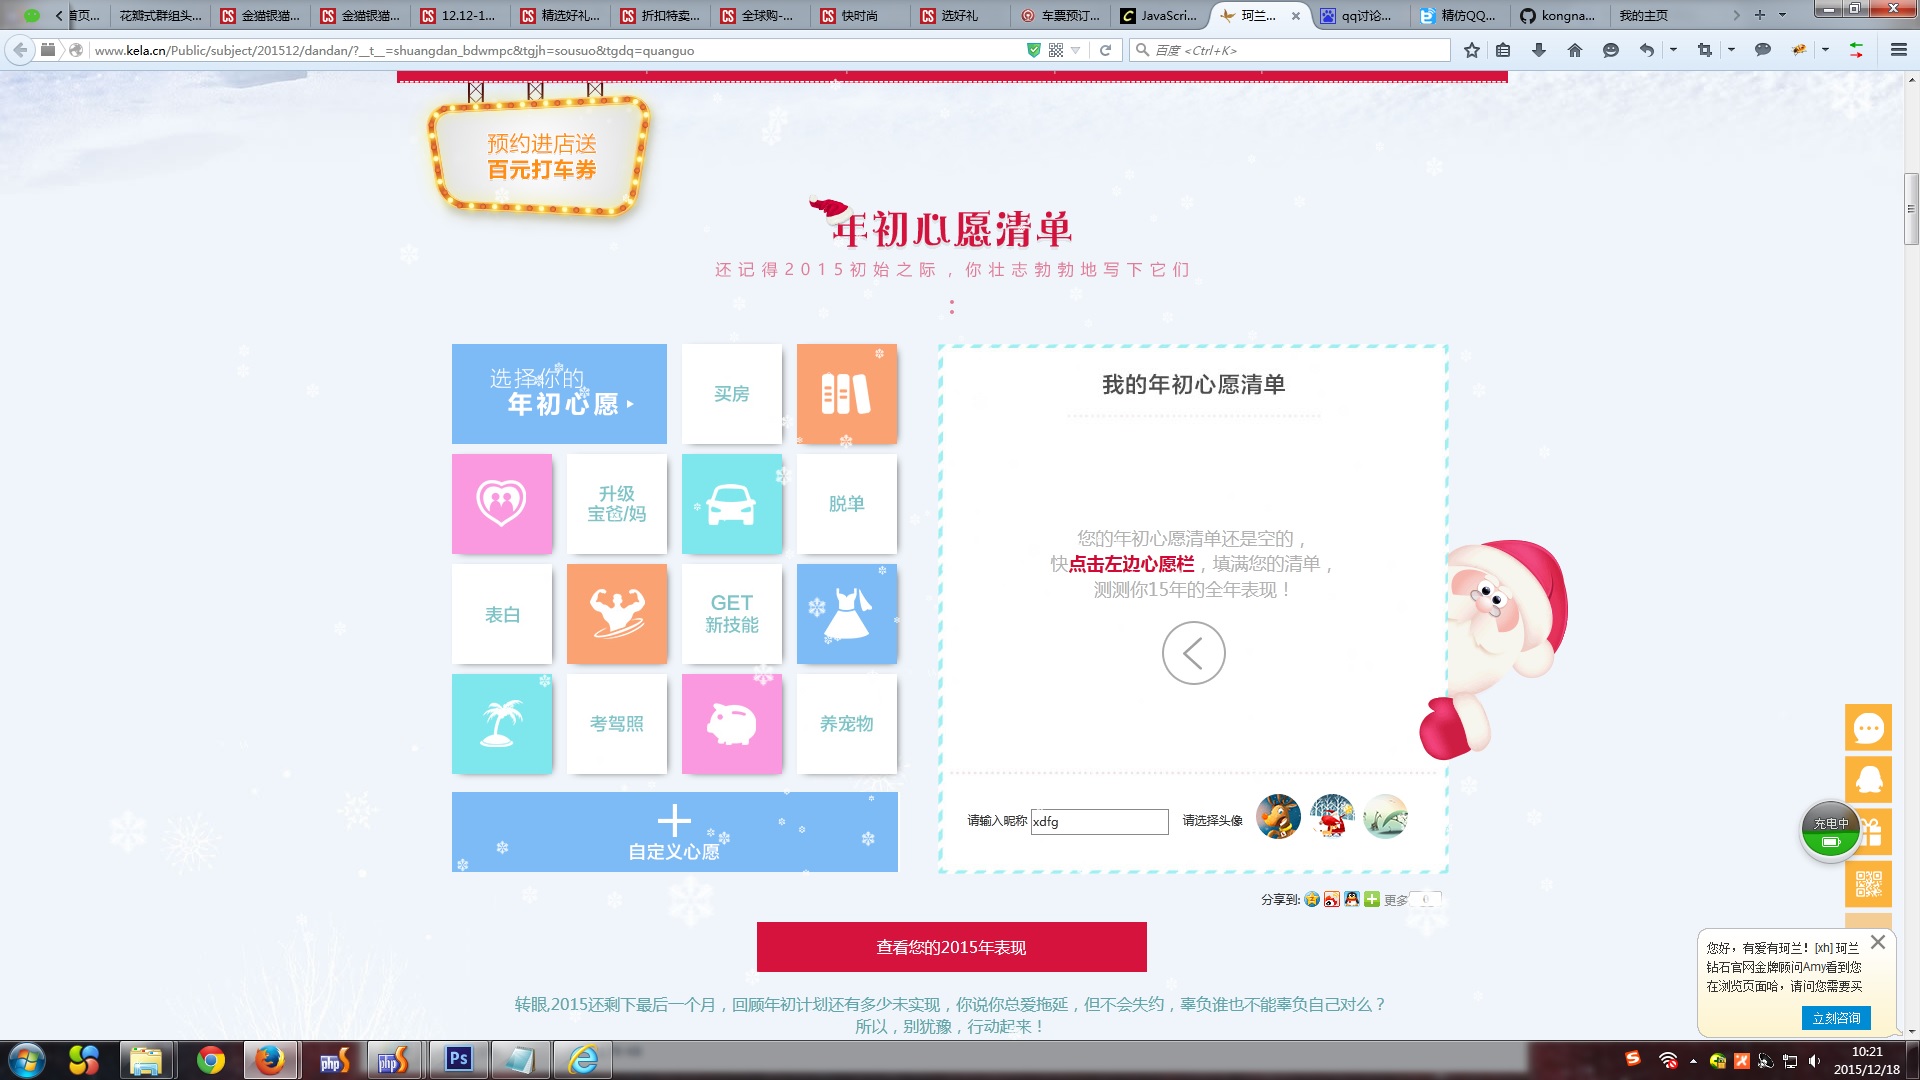 首页...
花瓣式群组头...
金猫银猫...
金猫银猫...
12.12-1...
精选好礼...
折扣特卖...
全球购-...
快时尚
选好礼
车票预订...
JavaScri...
珂兰...
qq讨论...
精仿QQ...
kongna...
我的主页
www.kela.cn/Public/subject/201512/dandan/?__t__=shuangdan_bdwmpc&tgjh=sousuo&tgdq=quanguo
百度 <Ctrl+K>
预约进店送
百元打车券
年初心愿清单
还记得2015初始之际，你壮志勃勃地写下它们
：
选择你的
年初心愿
买房
升级
宝爸/妈
脱单
表白
GET
新技能
考驾照
养宠物
自定义心愿
我的年初心愿清单
您的年初心愿清单还是空的，
快点击左边心愿栏，填满您的清单，
测测你15年的全年表现！
请输入昵称 xdfg 请选择头像
分享到: 更多 0
查看您的2015年表现
转眼,2015还剩下最后一个月，回顾年初计划还有多少未实现，你说你总爱拖延，但不会失约，辜负谁也不能辜负自己对么？
所以，别犹豫，行动起来！
充电中
您好，有爱有珂兰！[xh] 珂兰
钻石官网金牌顾问Amy看到您
在浏览页面哈，请问您需要买
立刻咨询
php
php
Ps
10:21
2015/12/18